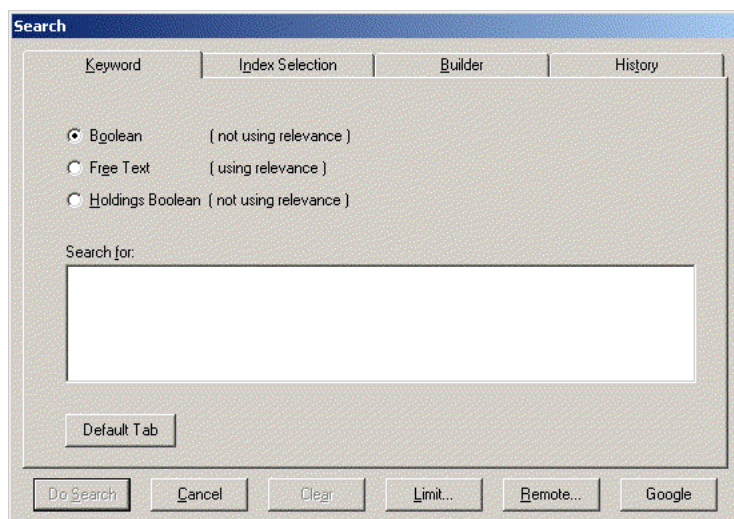 Search
Keyword Index Selection Builder History
Boolean ( not using relevance )
Free Text ( using relevance )
Holdings Boolean ( not using relevance )
Search for:
Default Tab
Do Search Cancel Clear Limit... Remote... Google